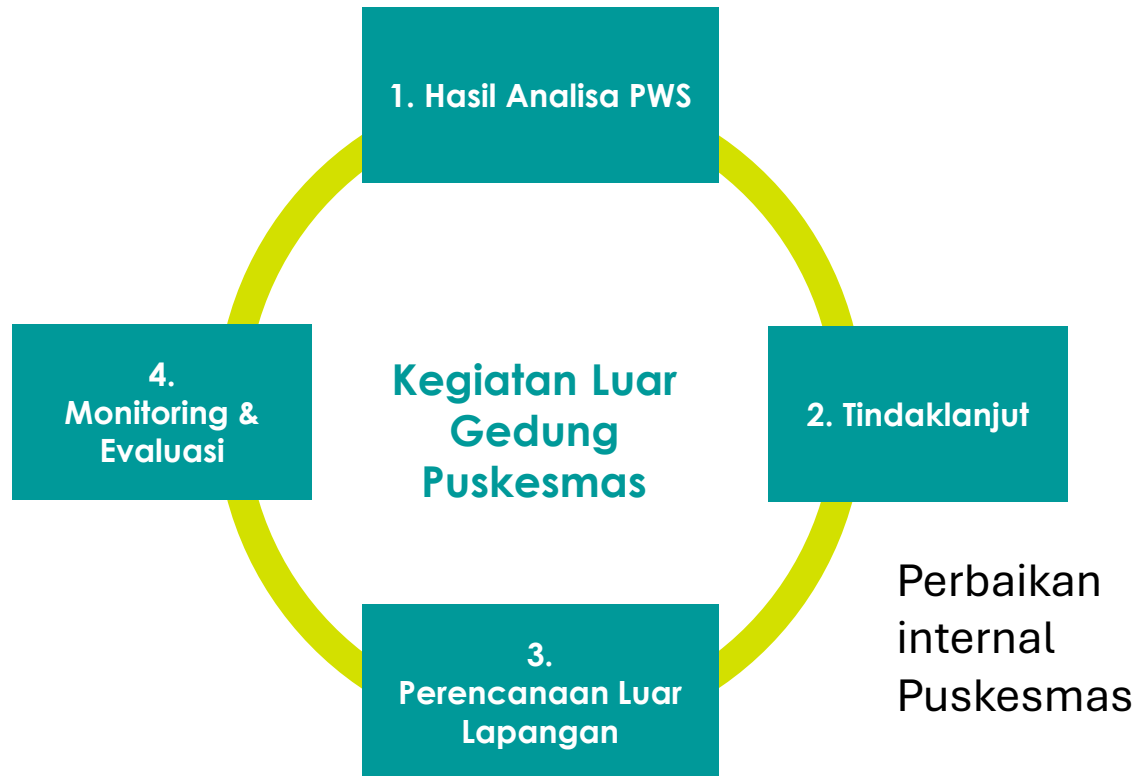 1. Hasil Analisa PWS
4.
Monitoring &
Evaluasi
Kegiatan Luar
Gedung
Puskesmas
2. Tindaklanjut
Perbaikan
internal
Puskesmas
3.
Perencanaan Luar
Lapangan